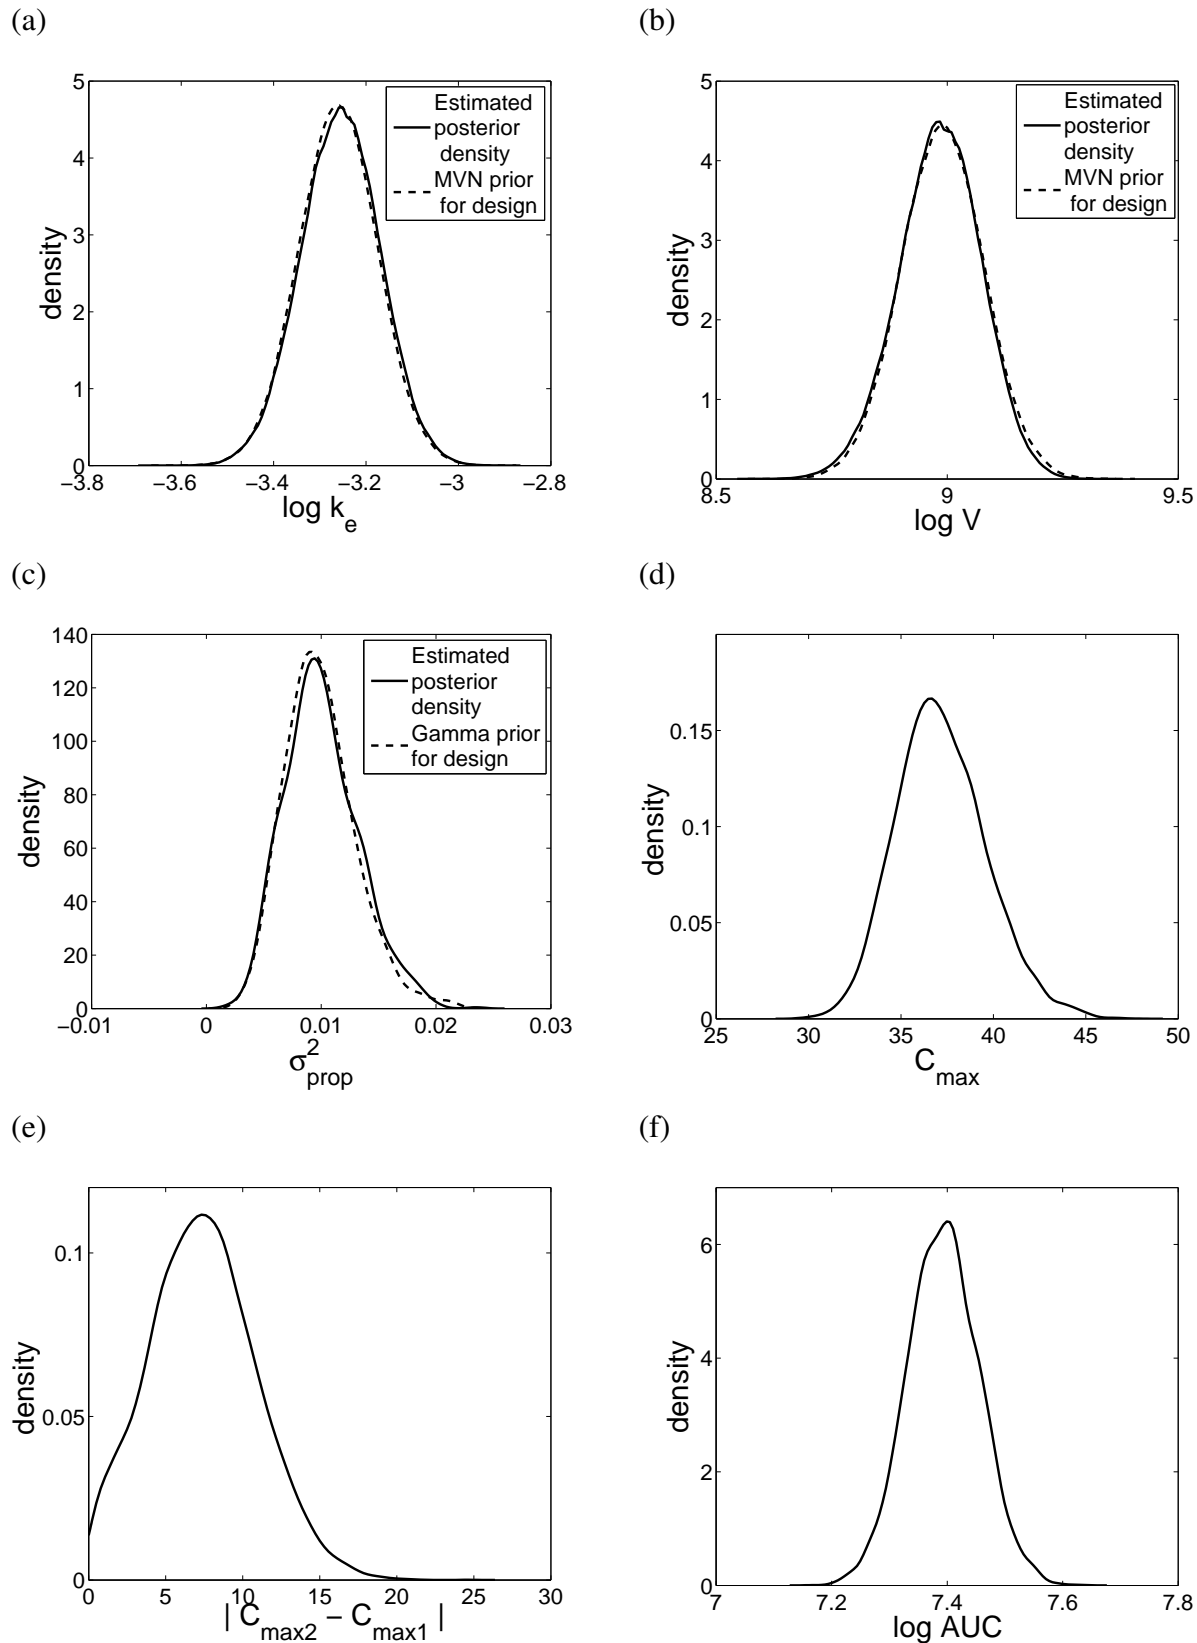 (a)
5
4
3
2
1
0
density
Estimated
posterior
density
MVN prior
for design
−3.8
−3.6
−3.4
−3.2
−3
−2.8
log k_e
(b)
5
4
3
2
1
0
density
Estimated
posterior
density
MVN prior
for design
8.5
9
9.5
log V
(c)
140
120
100
80
60
40
20
0
density
Estimated
posterior
density
Gamma prior
for design
−0.01
0
0.01
0.02
0.03
σ²_prop
(d)
0.15
0.1
0.05
0
density
25
30
35
40
45
50
C_max
(e)
0.1
0.05
0
density
0
5
10
15
20
25
30
| C_max2 − C_max1 |
(f)
6
4
2
0
density
7
7.2
7.4
7.6
7.8
log AUC